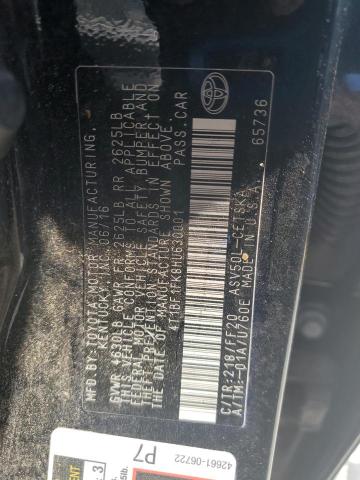 MFD. BY: TOYOTA MOTOR MANUFACTURING,
KENTUCKY, INC. 06/16
GVWR 4630LB GAWR FR 2625LB RR 2625LB
THIS VEHICLE CONFORMS TO ALL APPLICABLE
FEDERAL MOTOR VEHICLE SAFETY, BUMPER, AND
THEFT PREVENTION STANDARDS IN EFFECT ON
THE DATE OF MANUFACTURE SHOWN ABOVE.
4T1BF1FK8HU630001 PASS.CAR
C/TR:218/FF20 ASV50L-CETSKA
A/TM:-01A/U760E MADE IN U.S.A. 65736
42661-06722
P7